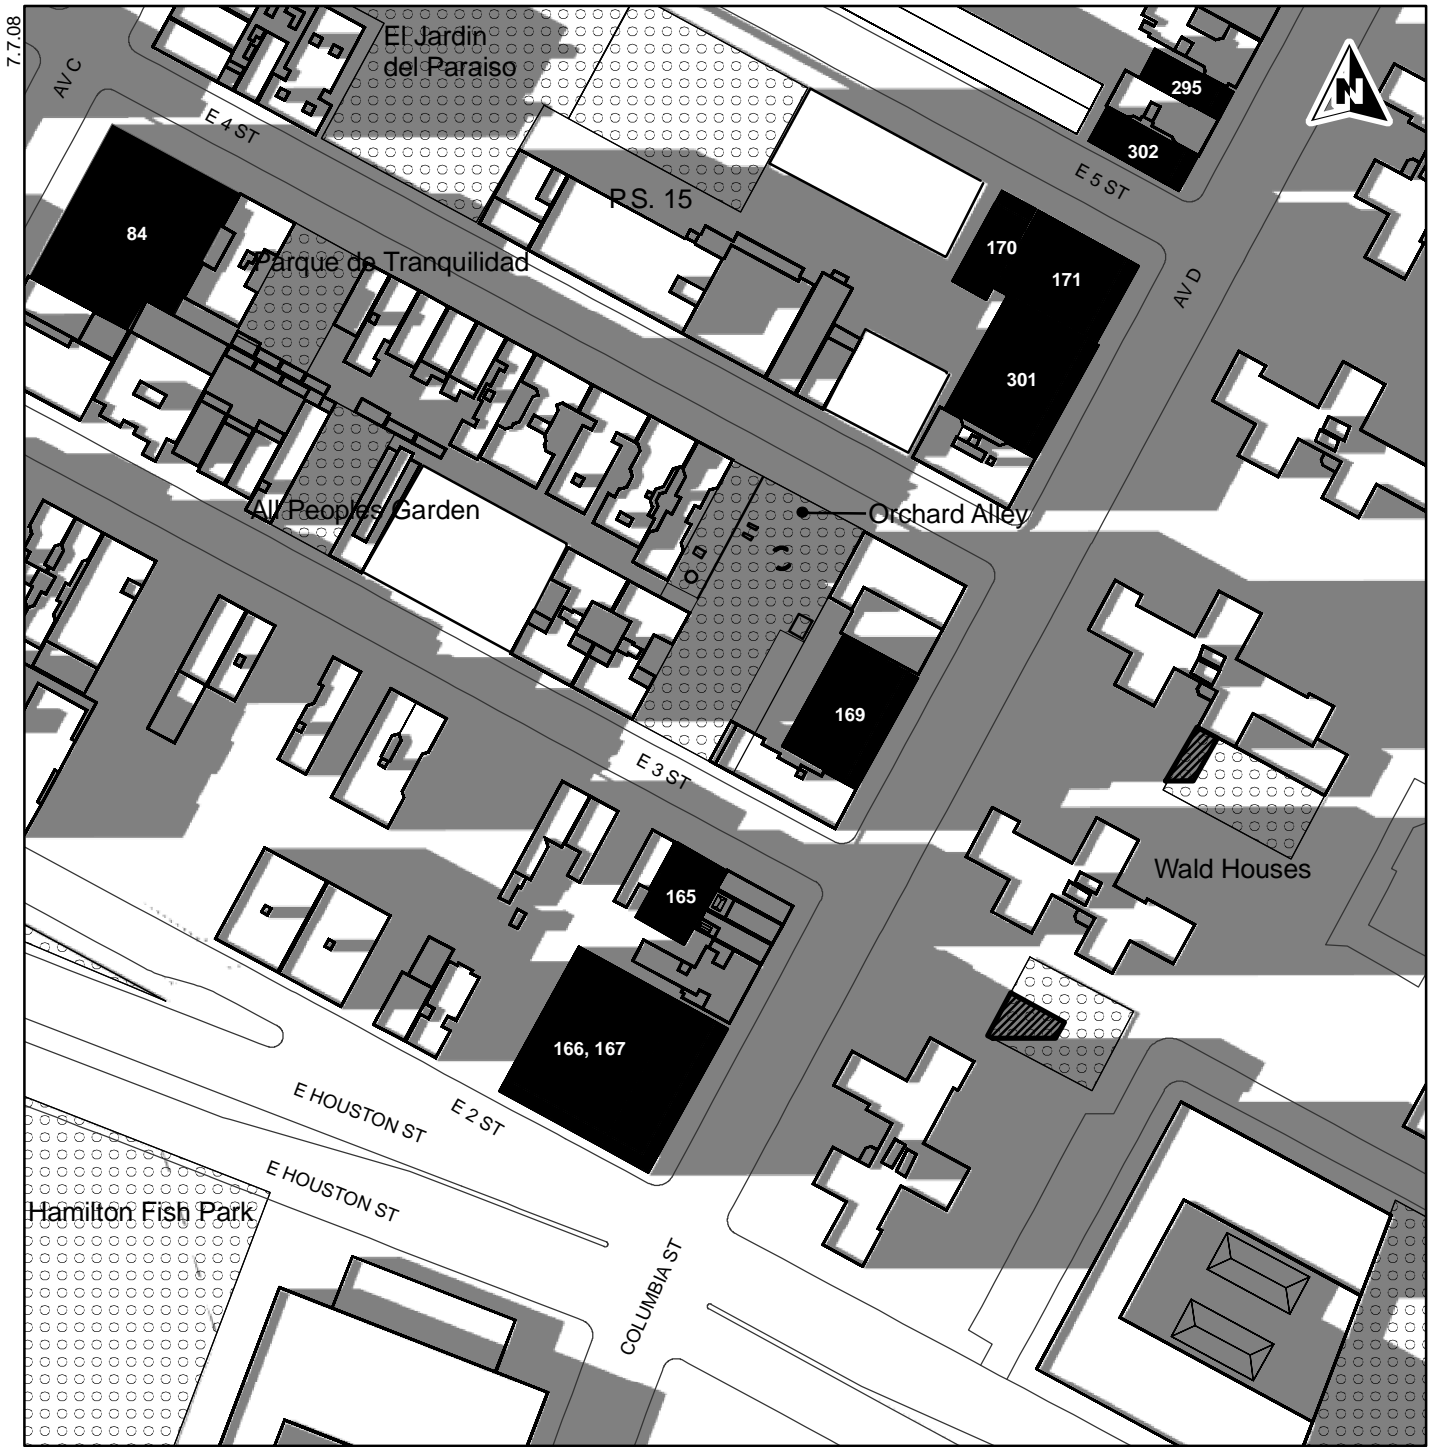 7.7.08
El Jardin
del Paraiso
AV C
E 4 ST
N
295
302
E 5 ST
P.S. 15
84
Parque de Tranquilidad
170
171
AV D
301
All Peoples Garden
Orchard Alley
169
E 3 ST
Wald Houses
165
166, 167
E HOUSTON ST
E 2 ST
E HOUSTON ST
Hamilton Fish Park
COLUMBIA ST